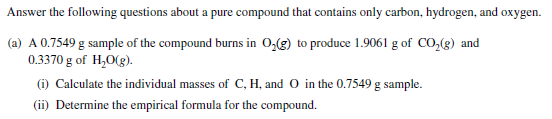 Answer the following questions about a pure compound that contains only carbon, hydrogen, and oxygen.
(a) A 0.7549 g sample of the compound burns in O₂(g) to produce 1.9061 g of CO₂(g) and
0.3370 g of H₂O(g).
(i) Calculate the individual masses of C, H, and O in the 0.7549 g sample.
(ii) Determine the empirical formula for the compound.